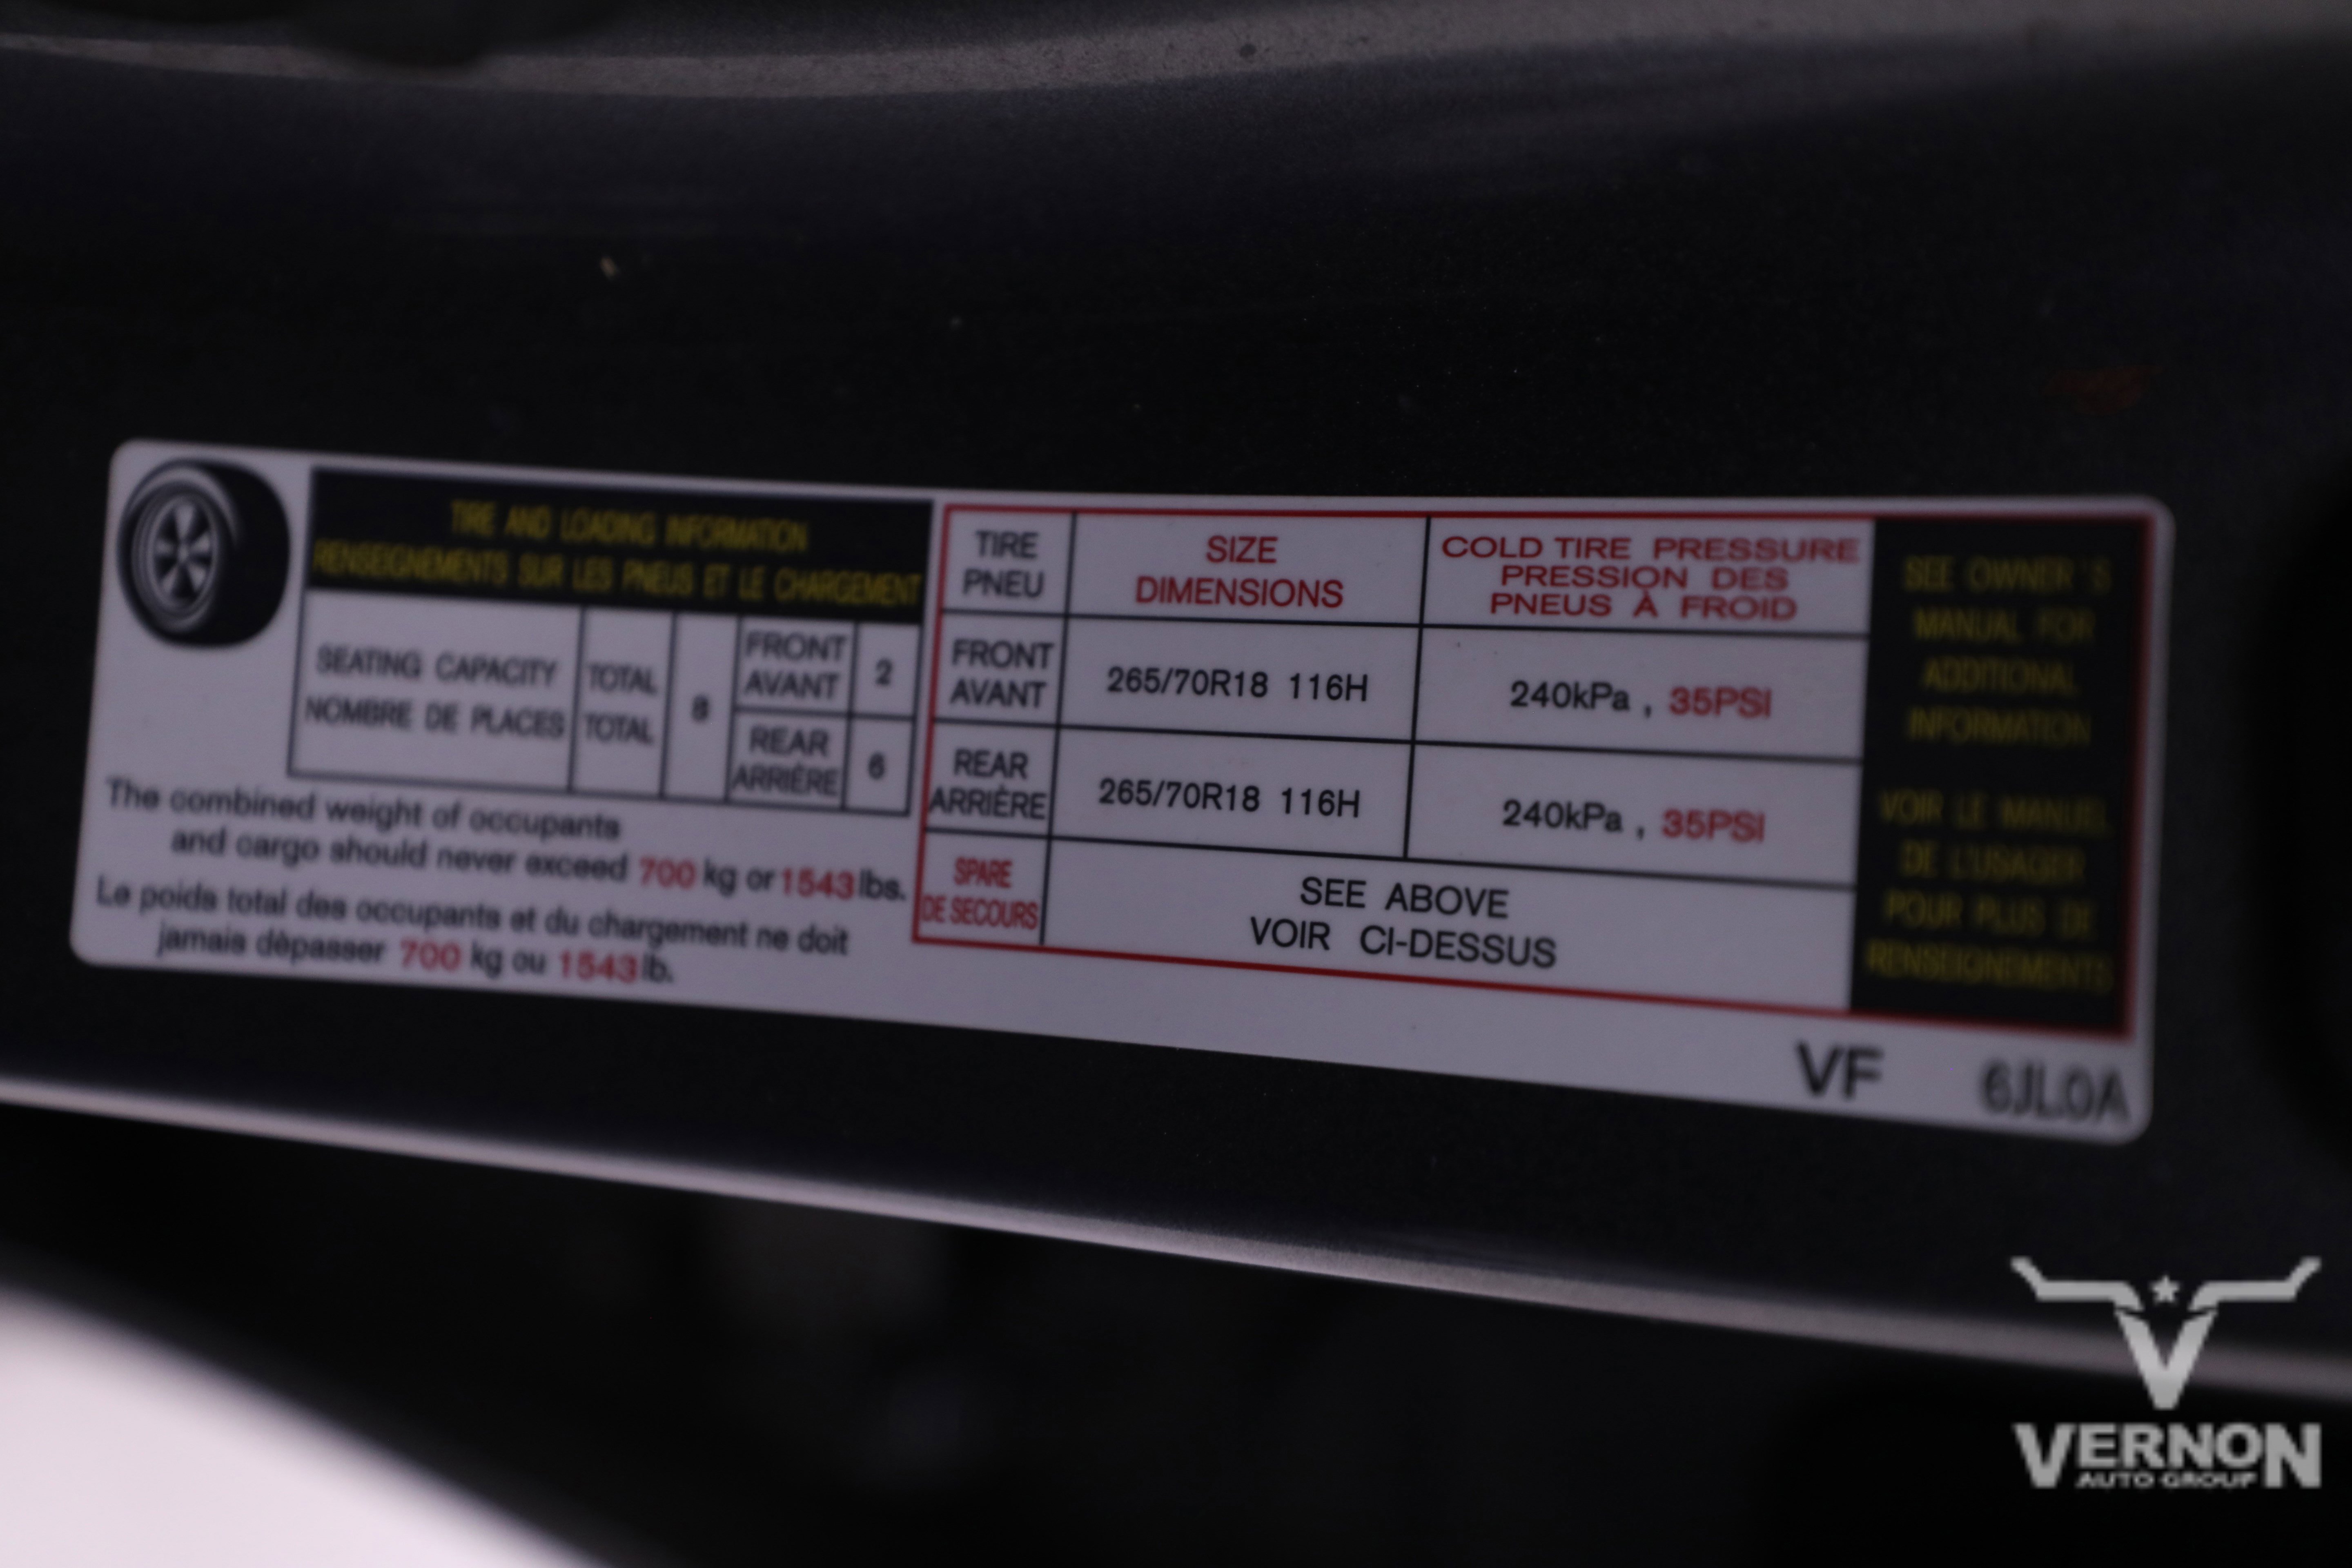 TIRE AND LOADING INFORMATION
RENSEIGNEMENTS SUR LES PNEUS ET LE CHARGEMENT
SEATING CAPACITY
NOMBRE DE PLACES
TOTAL
TOTAL
8
FRONT
AVANT
2
REAR
ARRIÈRE
6
The combined weight of occupants
and cargo should never exceed 700 kg or 1543 lbs.
Le poids total des occupants et du chargement ne doit
jamais dèpasser 700 kg ou 1543 lb.
TIRE
PNEU
SIZE
DIMENSIONS
COLD TIRE PRESSURE
PRESSION DES
PNEUS À FROID
FRONT
AVANT
265/70R18 116H
240kPa , 35PSI
REAR
ARRIÈRE
265/70R18 116H
240kPa , 35PSI
SPARE
DE SECOURS
SEE ABOVE
VOIR CI-DESSUS
SEE OWNER'S
MANUAL FOR
ADDITIONAL
INFORMATION
VOIR LE MANUEL
DE L'USAGER
POUR PLUS DE
RENSEIGNEMENTS
VF 6JL0A
VERNON
AUTO GROUP